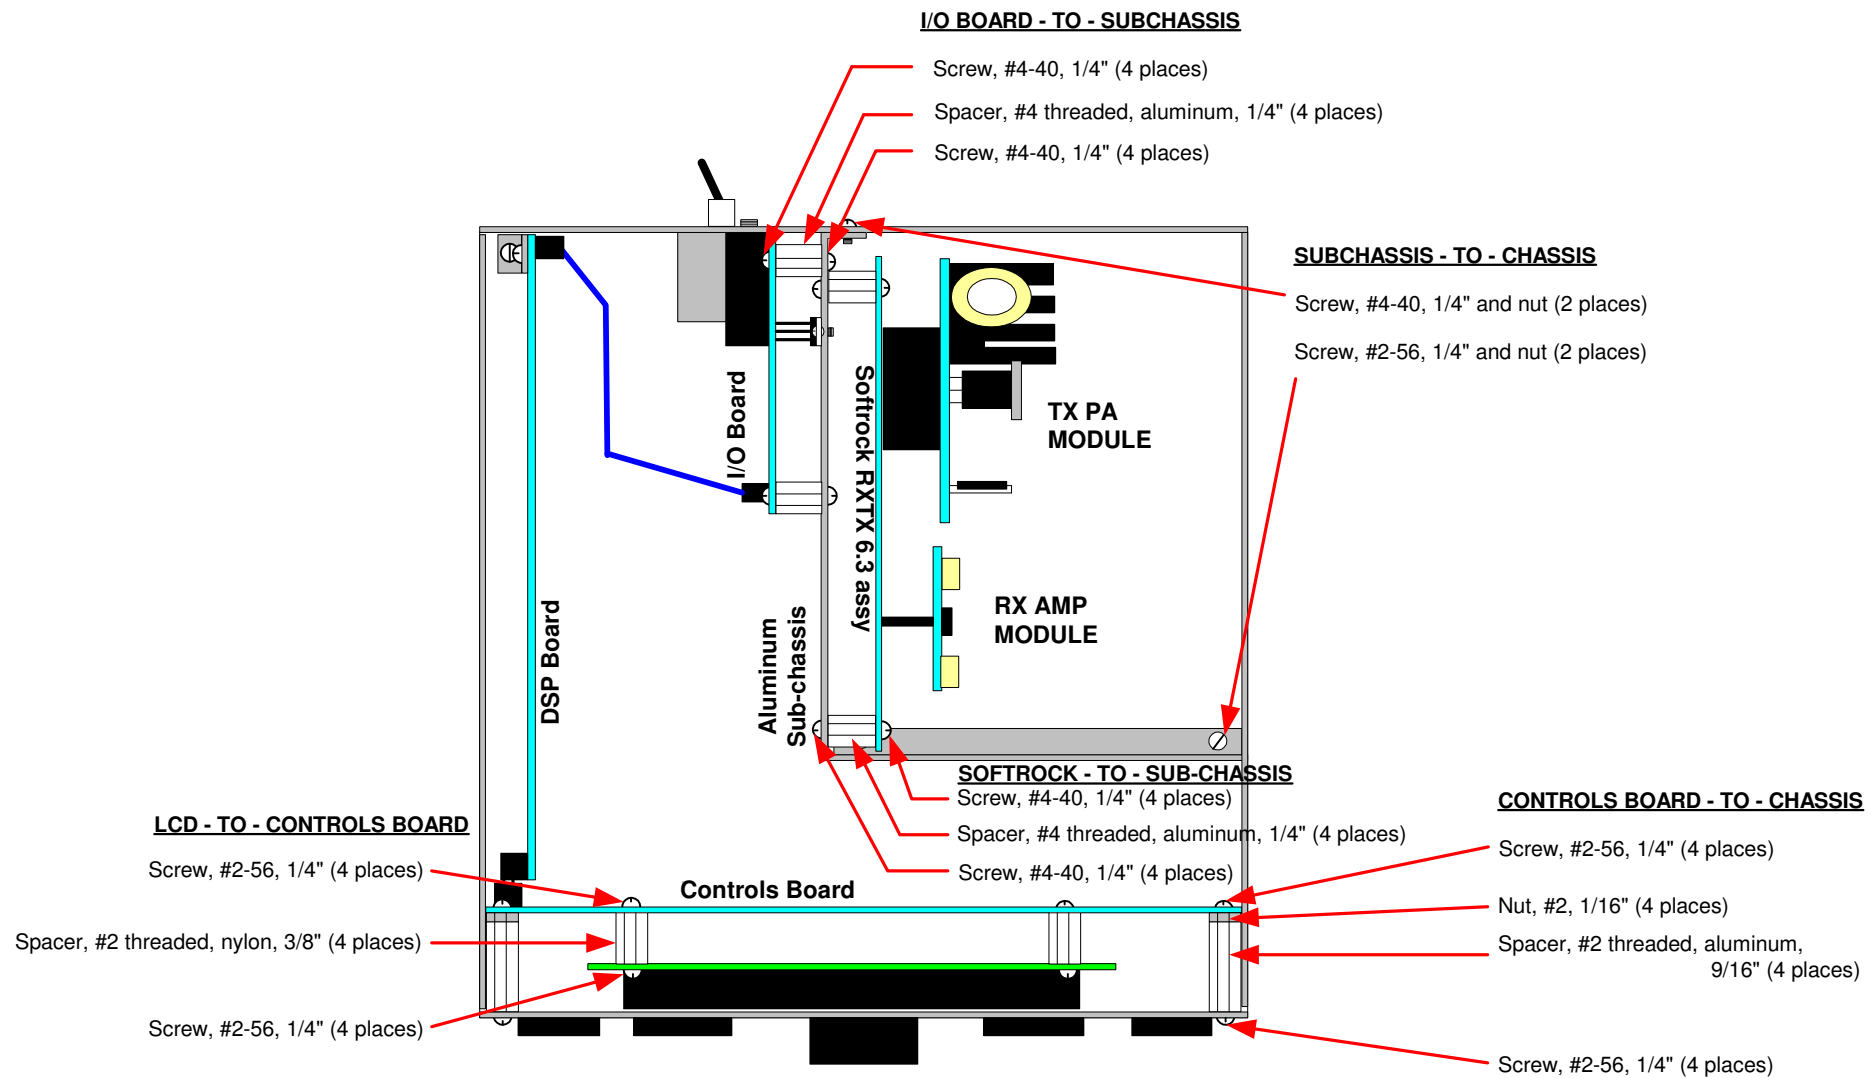 I/O BOARD - TO - SUBCHASSIS
Screw, #4-40, 1/4" (4 places)
Spacer, #4 threaded, aluminum, 1/4" (4 places)
Screw, #4-40, 1/4" (4 places)
SUBCHASSIS - TO - CHASSIS
Screw, #4-40, 1/4" and nut (2 places)
Screw, #2-56, 1/4" and nut (2 places)
I/O Board
Softrock RXTX 6.3 assy
TX PA
MODULE
DSP Board
Aluminum
Sub-chassis
RX AMP
MODULE
SOFTROCK - TO - SUB-CHASSIS
Screw, #4-40, 1/4" (4 places)
Spacer, #4 threaded, aluminum, 1/4" (4 places)
Screw, #4-40, 1/4" (4 places)
LCD - TO - CONTROLS BOARD
Screw, #2-56, 1/4" (4 places)
Spacer, #2 threaded, nylon, 3/8" (4 places)
Screw, #2-56, 1/4" (4 places)
Controls Board
CONTROLS BOARD - TO - CHASSIS
Screw, #2-56, 1/4" (4 places)
Nut, #2, 1/16" (4 places)
Spacer, #2 threaded, aluminum,
9/16" (4 places)
Screw, #2-56, 1/4" (4 places)